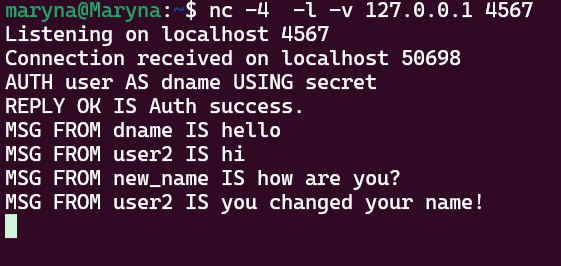 maryna@Maryna:~$ nc -4  -l -v 127.0.0.1 4567
Listening on localhost 4567
Connection received on localhost 50698
AUTH user AS dname USING secret
REPLY OK IS Auth success.
MSG FROM dname IS hello
MSG FROM user2 IS hi
MSG FROM new_name IS how are you?
MSG FROM user2 IS you changed your name!